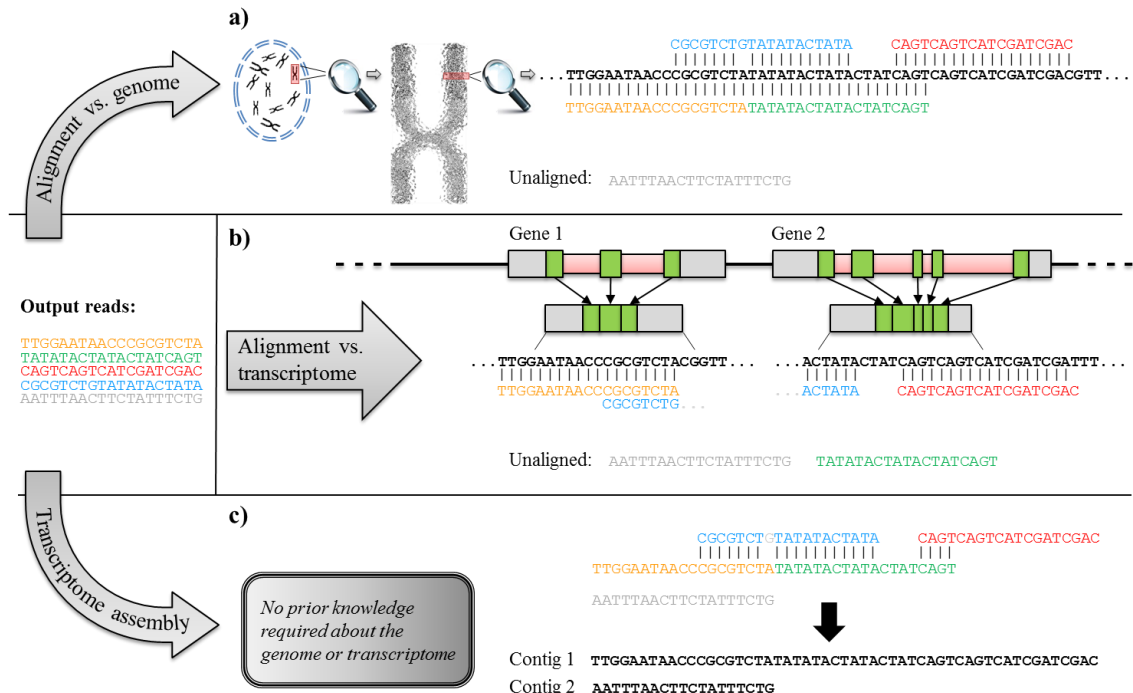 a)
Alignment vs. genome
CGCGTCTGTATATACTATA CAGTCAGTCATCGATCGAC
...TTGGAATAACCCGCGTCTATATATACTATACTATCAGTCAGTCATCGATCGACGTT...
TTGGAATAACCCGCGTCTATATATACTATACTATCAGT
Unaligned: AATTTAACTTCTATTTCTG
b)
Gene 1 Gene 2
Output reads:
TTGGAATAACCCGCGTCTA
TATATACTATACTATCAGT
CAGTCAGTCATCGATCGAC
CGCGTCTGTATATACTATA
AATTTAACTTCTATTTCTG
Alignment vs.
transcriptome
...TTGGAATAACCCGCGTCTACGGTT... ...ACTATACTATCAGTCAGTCATCGATCGATTT...
TTGGAATAACCCGCGTCTA ...ACTATA CAGTCAGTCATCGATCGAC
CGCGTCTG...
Unaligned: AATTTAACTTCTATTTCTG TATATACTATACTATCAGT
c)
Transcriptome assembly
CGCGTCTGTATATACTATA CAGTCAGTCATCGATCGAC
TTGGAATAACCCGCGTCTATATATACTATACTATCAGT
AATTTAACTTCTATTTCTG
No prior knowledge
required about the
genome or transcriptome
Contig 1 TTGGAATAACCCGCGTCTATATATACTATACTATCAGTCAGTCATCGATCGAC
Contig 2 AATTTAACTTCTATTTCTG